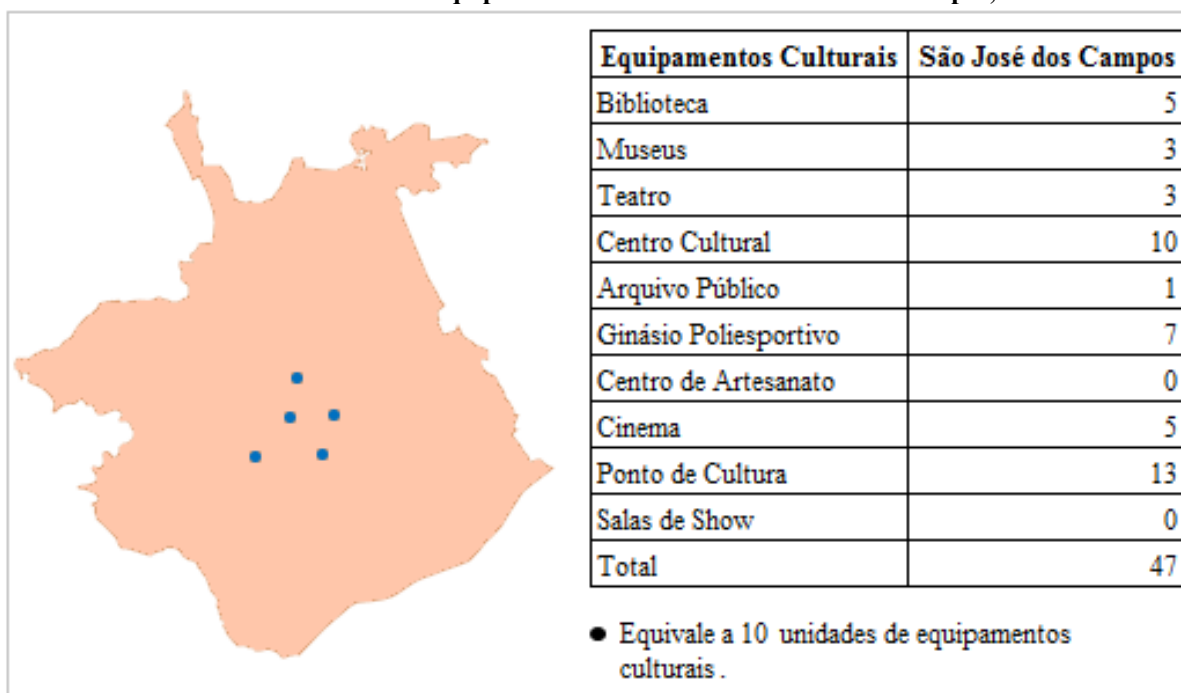 Equipamentos Culturais São José dos Campos
Biblioteca 5
Museus 3
Teatro 3
Centro Cultural 10
Arquivo Público 1
Ginásio Poliesportivo 7
Centro de Artesanato 0
Cinema 5
Ponto de Cultura 13
Salas de Show 0
Total 47
● Equivale a 10 unidades de equipamentos
culturais .